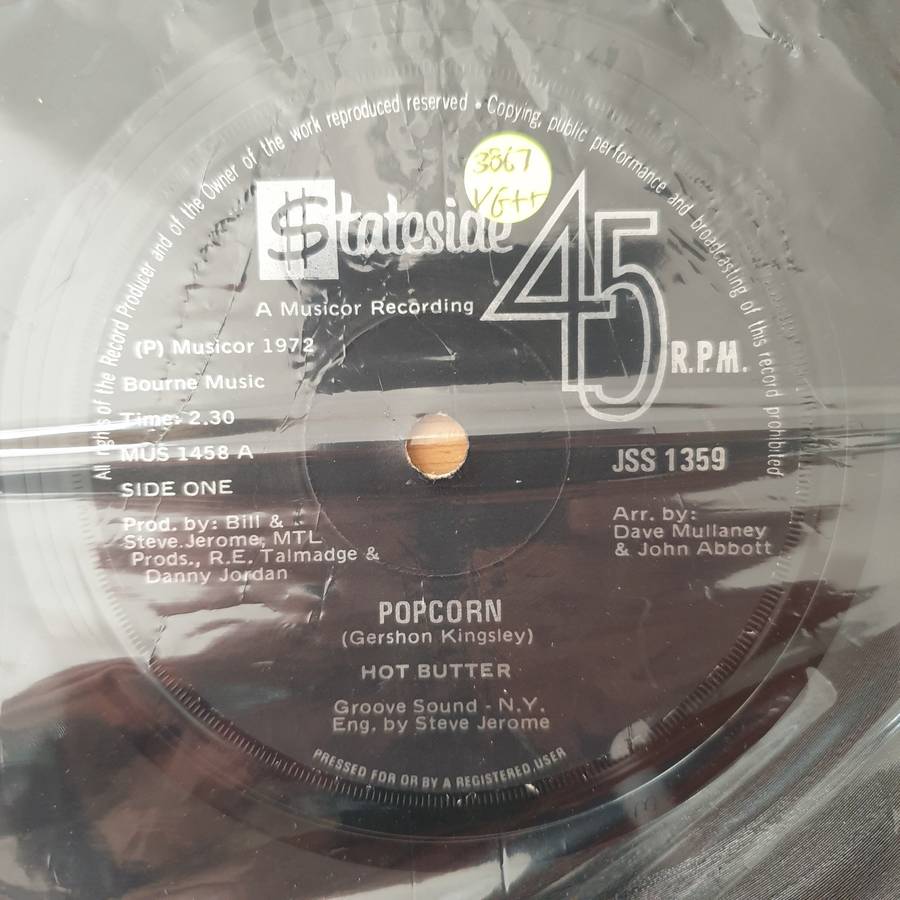 All rights of the Record Producer and of the Owner of the work reproduced reserved • Copying, public performance and broadcasting of this record prohibited
3867
VG++
$tateside
45
R.P.M.
A Musicor Recording
(P) Musicor 1972
Bourne Music
Time: 2.30
MUS 1458 A
SIDE ONE
JSS 1359
Prod. by: Bill &
Steve.Jerome, MTL
Prods., R.E. Talmadge &
Danny Jordan
Arr. by:
Dave Mullaney
& John Abbott
POPCORN
(Gershon Kingsley)
HOT BUTTER
Groove Sound - N.Y.
Eng. by Steve Jerome
PRESSED FOR OR BY A REGISTERED USER